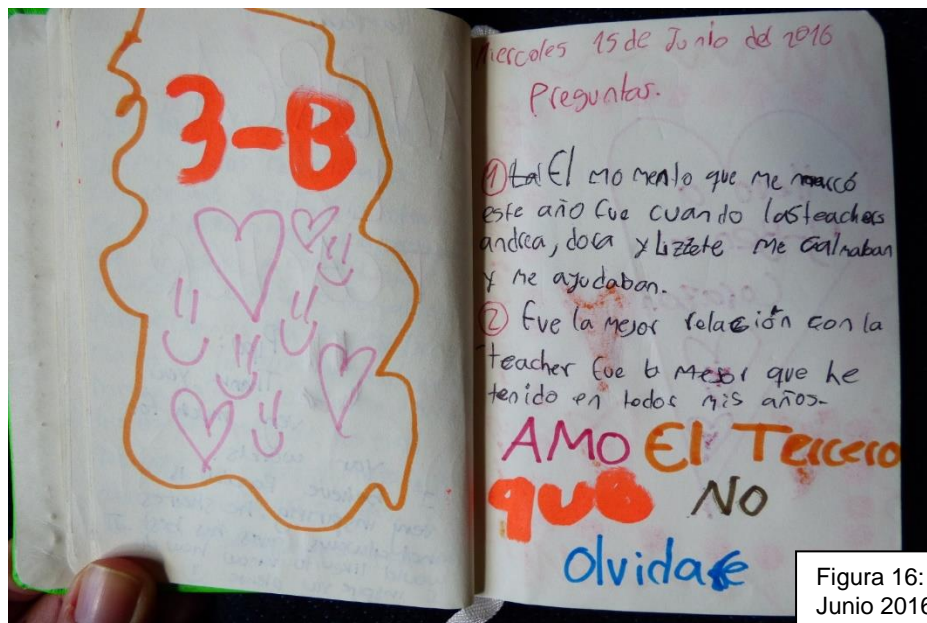 3-B
Miercoles 15 de Junio del 2016
Preguntas.
① El momento que me marcó
este año fue cuando las teachers
andrea, dora y Lizzete me calmaban
y me ayudaban.
② fue la mejor relación con la
teacher fue la mejor que he
tenido en todos mis años.
AMO El Tercero
que No
Olvidaré
Figura 16:
Junio 2016